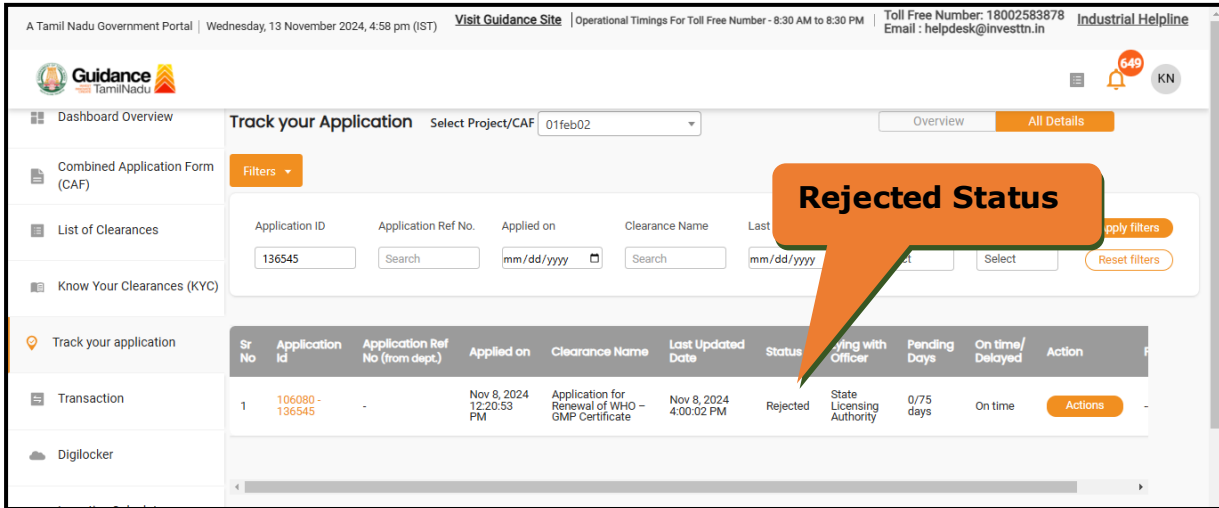 A Tamil Nadu Government Portal | Wednesday, 13 November 2024, 4:58 pm (IST) Visit Guidance Site | Operational Timings For Toll Free Number - 8:30 AM to 8:30 PM | Toll Free Number: 18002583878 Industrial Helpline
Email : helpdesk@investtn.in
Guidance
TamilNadu
649
KN
Dashboard Overview
Track your Application Select Project/CAF 01feb02 Overview All Details
Combined Application Form
(CAF)
Filters
Rejected Status
List of Clearances
Application ID Application Ref No. Applied on Clearance Name Last
pply filters
136545 Search mm/dd/yyyy Search mm/dd/yyyy Select Reset filters
Know Your Clearances (KYC)
Track your application
Sr
No
Application
Id
Application Ref
No (from dept.)
Applied on
Clearance Name
Last Updated
Date
Status
ying with
Officer
Pending
Days
On time/
Delayed
Action
1
106080 -
136545
-
Nov 8, 2024
12:20:53
PM
Application for
Renewal of WHO –
GMP Certificate
Nov 8, 2024
4:00:02 PM
Rejected
State
Licensing
Authority
0/75
days
On time
Actions
-
Transaction
Digilocker